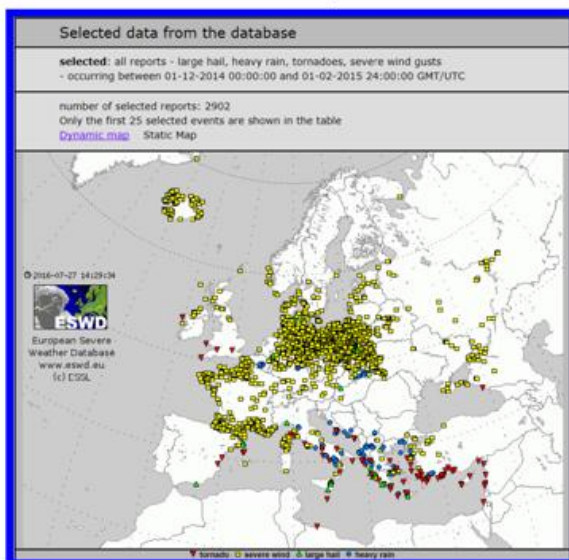 Selected data from the database
selected: all reports - large hail, heavy rain, tornadoes, severe wind gusts
- occurring between 01-12-2014 00:00:00 and 01-02-2015 24:00:00 GMT/UTC
number of selected reports: 2902
Only the first 25 selected events are shown in the table
Dynamic map Static Map
2016-07-27 14:29:34
ESWD
European Severe
Weather Database
www.eswd.eu
(c) ESSL
tornado severe wind large hail heavy rain